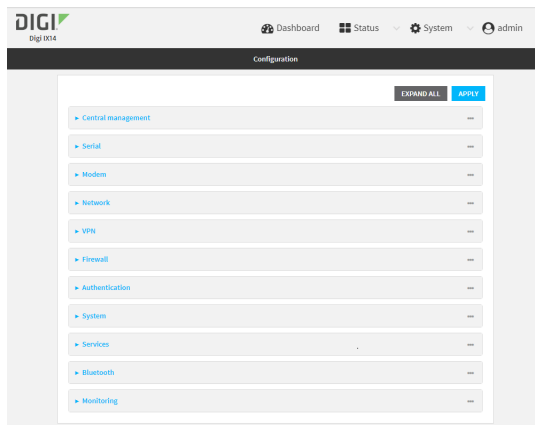 DIGI
Digi IX14
Dashboard
Status
System
admin
Configuration
EXPAND ALL
APPLY
Central management
Serial
Modem
Network
VPN
Firewall
Authentication
System
Services
Bluetooth
Monitoring